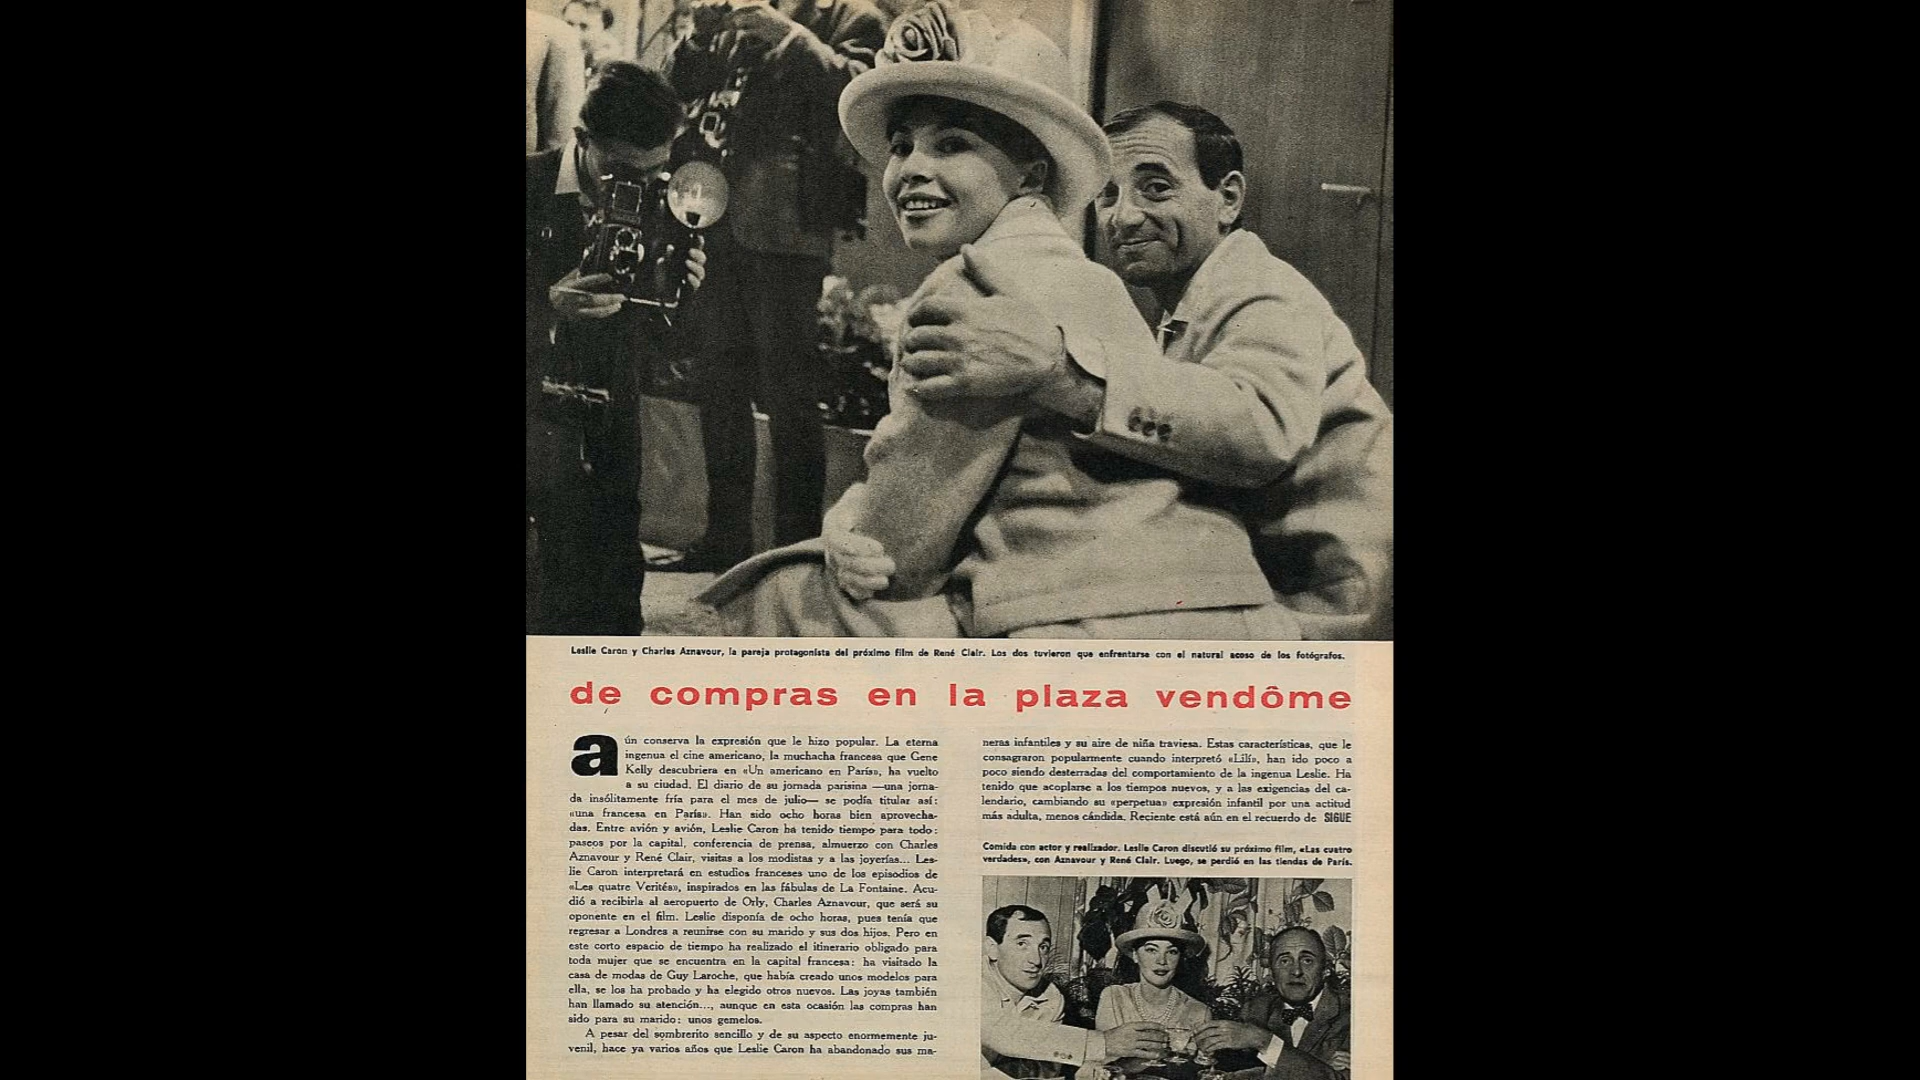 Leslie Caron y Charles Aznavour, la pareja protagonista del próximo film de René Clair. Los dos tuvieron que enfrentarse con el natural acoso de los fotógrafos.
de compras en la plaza vendôme
aún conserva la expresión que le hizo popular. La eterna
ingenua el cine americano, la muchacha francesa que Gene
Kelly descubriera en «Un americano en París», ha vuelto
a su ciudad. El diario de su jornada parisina —una jorna-
da insólitamente fría para el mes de julio— se podía titular así:
«una francesa en París». Han sido ocho horas bien aprovecha-
das. Entre avión y avión, Leslie Caron ha tenido tiempo para todo:
paseos por la capital, conferencia de prensa, almuerzo con Charles
Aznavour y René Clair, visitas a los modistas y a las joyerías... Les-
lie Caron interpretará en estudios franceses uno de los episodios de
«Les quatre Verités», inspirados en las fábulas de La Fontaine. Acu-
dió a recibirla al aeropuerto de Orly, Charles Aznavour, que será su
oponente en el film. Leslie disponía de ocho horas, pues tenía que
regresar a Londres a reunirse con su marido y sus dos hijos. Pero en
este corto espacio de tiempo ha realizado el itinerario obligado para
toda mujer que se encuentra en la capital francesa: ha visitado la
casa de modas de Guy Laroche, que había creado unos modelos para
ella, se los ha probado y ha elegido otros nuevos. Las joyas también
han llamado su atención..., aunque en esta ocasión las compras han
sido para su marido: unos gemelos.
A pesar del sombrerito sencillo y de su aspecto enormemente ju-
venil, hace ya varios años que Leslie Caron ha abandonado sus ma-
neras infantiles y su aire de niña traviesa. Estas características, que le
consagraron popularmente cuando interpretó «Lilí», han ido poco a
poco siendo desterradas del comportamiento de la ingenua Leslie. Ha
tenido que acoplarse a los tiempos nuevos, y a las exigencias del ca-
lendario, cambiando su «perpetua» expresión infantil por una actitud
más adulta, menos cándida. Reciente está aún en el recuerdo de SIGUE
Comida con actor y realizador. Leslie Caron discutió su próximo film, «Las cuatro
verdades», con Aznavour y René Clair. Luego, se perdió en las tiendas de París.